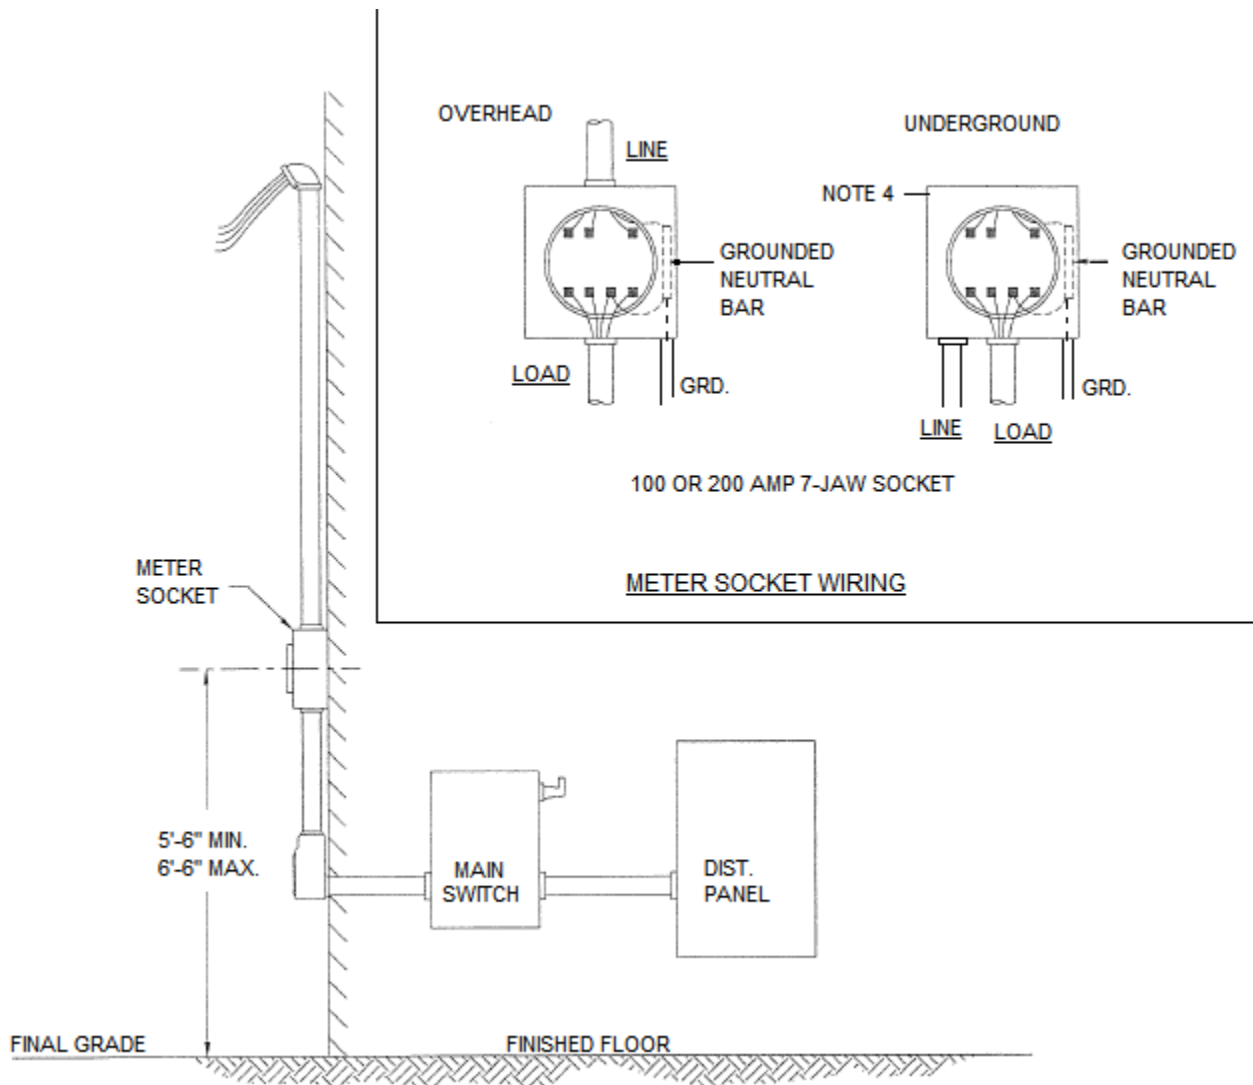 OVERHEAD
LINE
GROUNDED
NEUTRAL
BAR
LOAD
GRD.
UNDERGROUND
NOTE 4
GROUNDED
NEUTRAL
BAR
GRD.
LINE
LOAD
100 OR 200 AMP 7-JAW SOCKET
METER SOCKET WIRING
METER
SOCKET
5'-6" MIN.
6'-6" MAX.
MAIN
SWITCH
DIST.
PANEL
FINAL GRADE
FINISHED FLOOR